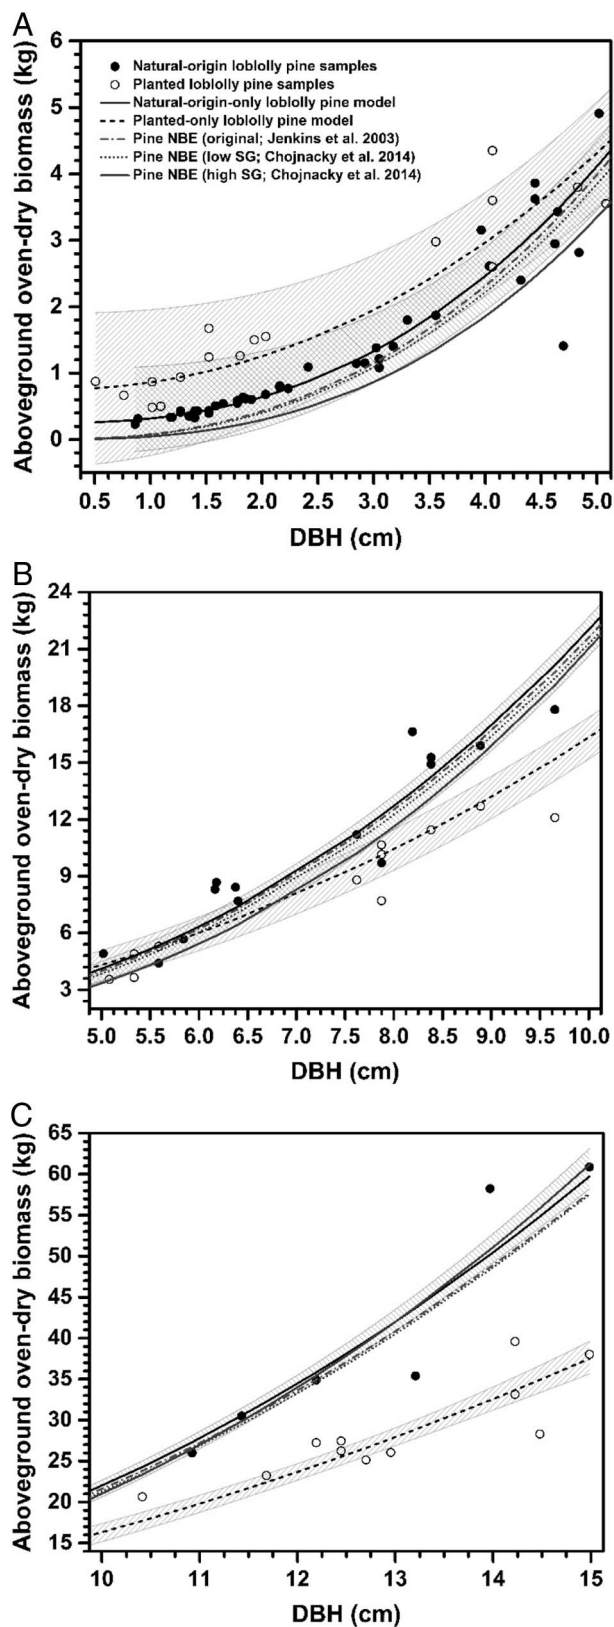 A
Aboveground oven-dry biomass (kg)
6
5
4
3
2
1
0
Natural-origin loblolly pine samples
Planted loblolly pine samples
Natural-origin-only loblolly pine model
Planted-only loblolly pine model
Pine NBE (original; Jenkins et al. 2003)
Pine NBE (low SG; Chojnacky et al. 2014)
Pine NBE (high SG; Chojnacky et al. 2014)
0.5 1.0 1.5 2.0 2.5 3.0 3.5 4.0 4.5 5.0
DBH (cm)
B
Aboveground oven-dry biomass (kg)
24
21
18
15
12
9
6
3
5.0 5.5 6.0 6.5 7.0 7.5 8.0 8.5 9.0 9.5 10.0
DBH (cm)
C
Aboveground oven-dry biomass (kg)
65
60
55
50
45
40
35
30
25
20
15
10 11 12 13 14 15
DBH (cm)